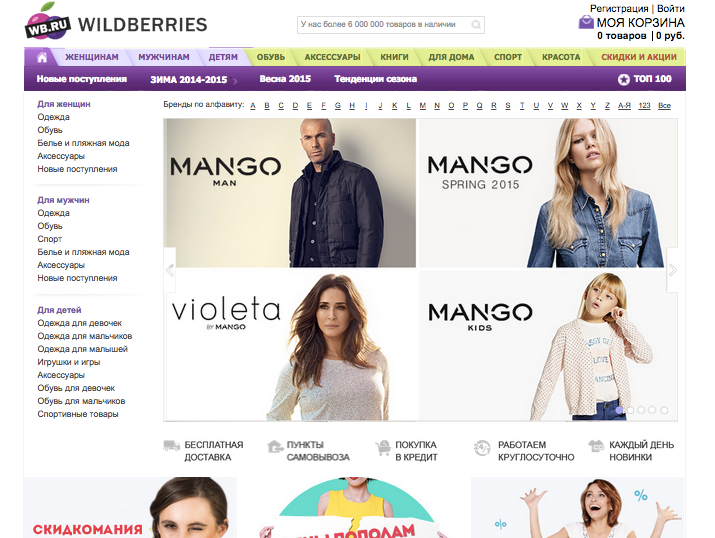 WB.RU WILDBERRIES
У нас более 6 000 000 товаров в наличии
Регистрация | Войти
МОЯ КОРЗИНА
0 товаров | 0 руб.
ЖЕНЩИНАМ МУЖЧИНАМ ДЕТЯМ ОБУВЬ АКСЕССУАРЫ КНИГИ ДЛЯ ДОМА СПОРТ КРАСОТА СКИДКИ И АКЦИИ
Новые поступления ЗИМА 2014-2015 Весна 2015 Тенденции сезона ТОП 100
Для женщин
Одежда
Обувь
Белье и пляжная мода
Аксессуары
Новые поступления
Для мужчин
Одежда
Обувь
Спорт
Белье и пляжная мода
Аксессуары
Новые поступления
Для детей
Одежда для девочек
Одежда для мальчиков
Одежда для малышей
Игрушки и игры
Аксессуары
Обувь для девочек
Обувь для мальчиков
Спортивные товары
Бренды по алфавиту: A B C D E F G H I J K L M N O P Q R S T U V W X Y Z А-Я 123 Все
MANGO
MAN
MANGO
SPRING 2015
violeta
BY MANGO
MANGO
KIDS
LOVE
DANCING
БЕСПЛАТНАЯ
ДОСТАВКА
ПУНКТЫ
САМОВЫВОЗА
ПОКУПКА
В КРЕДИТ
24
РАБОТАЕМ
КРУГЛОСУТОЧНО
КАЖДЫЙ ДЕНЬ
НОВИНКИ
СКИДКОМАНИЯ
ПОПОЛАМ
%
%